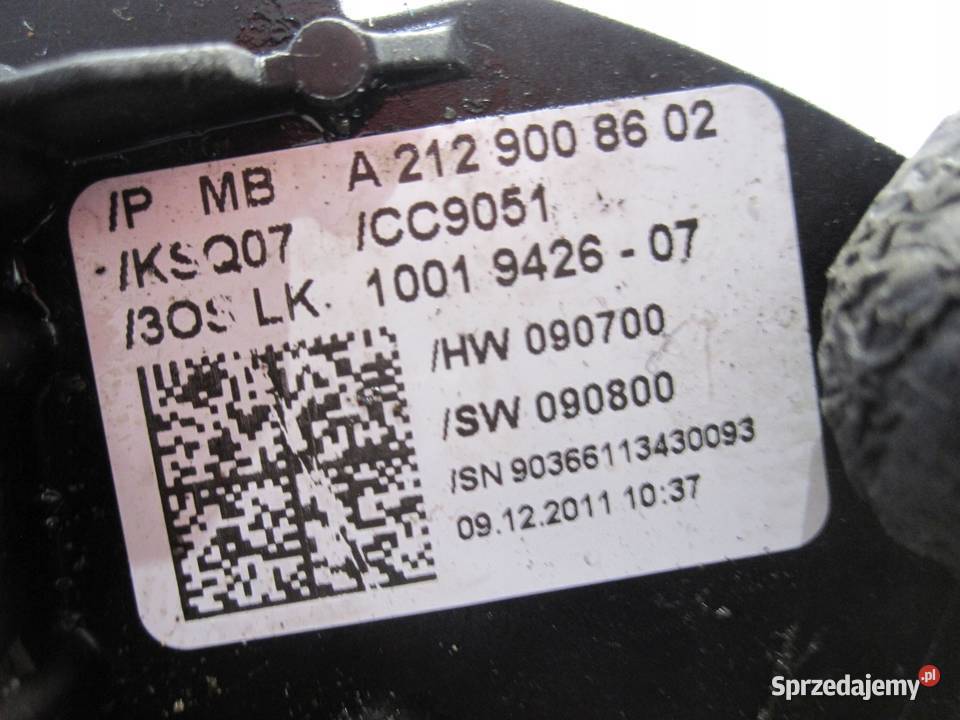 /P MB A 212 900 86 02
/KSQ07 /CC9051
/3OS LK. 1001 9426 - 07
/HW 090700
/SW 090800
/SN 90366113430093
09.12.2011 10:37
Sprzedajemy.pl